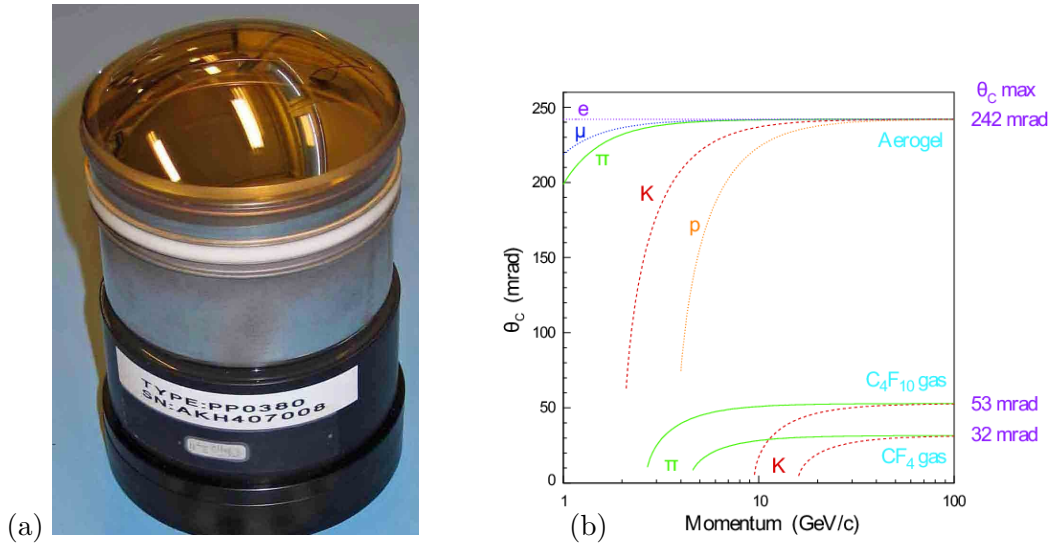 (a)
TYPE:PP0380
SN:AKH407008
(b)
θC (mrad)
250
200
150
100
50
0
1
10
100
Momentum (GeV/c)
e
μ
π
K
p
π
K
Aerogel
C₄F₁₀ gas
CF₄ gas
θC max
242 mrad
53 mrad
32 mrad